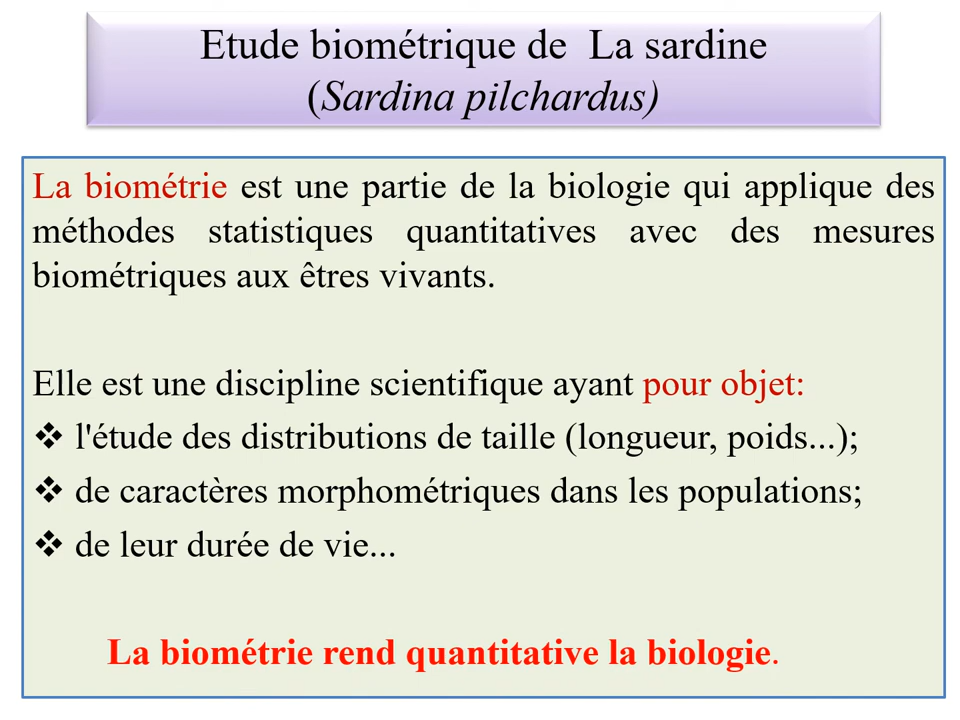 Etude biométrique de La sardine
(Sardina pilchardus)
La biométrie est une partie de la biologie qui applique des
méthodes statistiques quantitatives avec des mesures
biométriques aux êtres vivants.
Elle est une discipline scientifique ayant pour objet:
❖ l'étude des distributions de taille (longueur, poids...);
❖ de caractères morphométriques dans les populations;
❖ de leur durée de vie...
La biométrie rend quantitative la biologie.